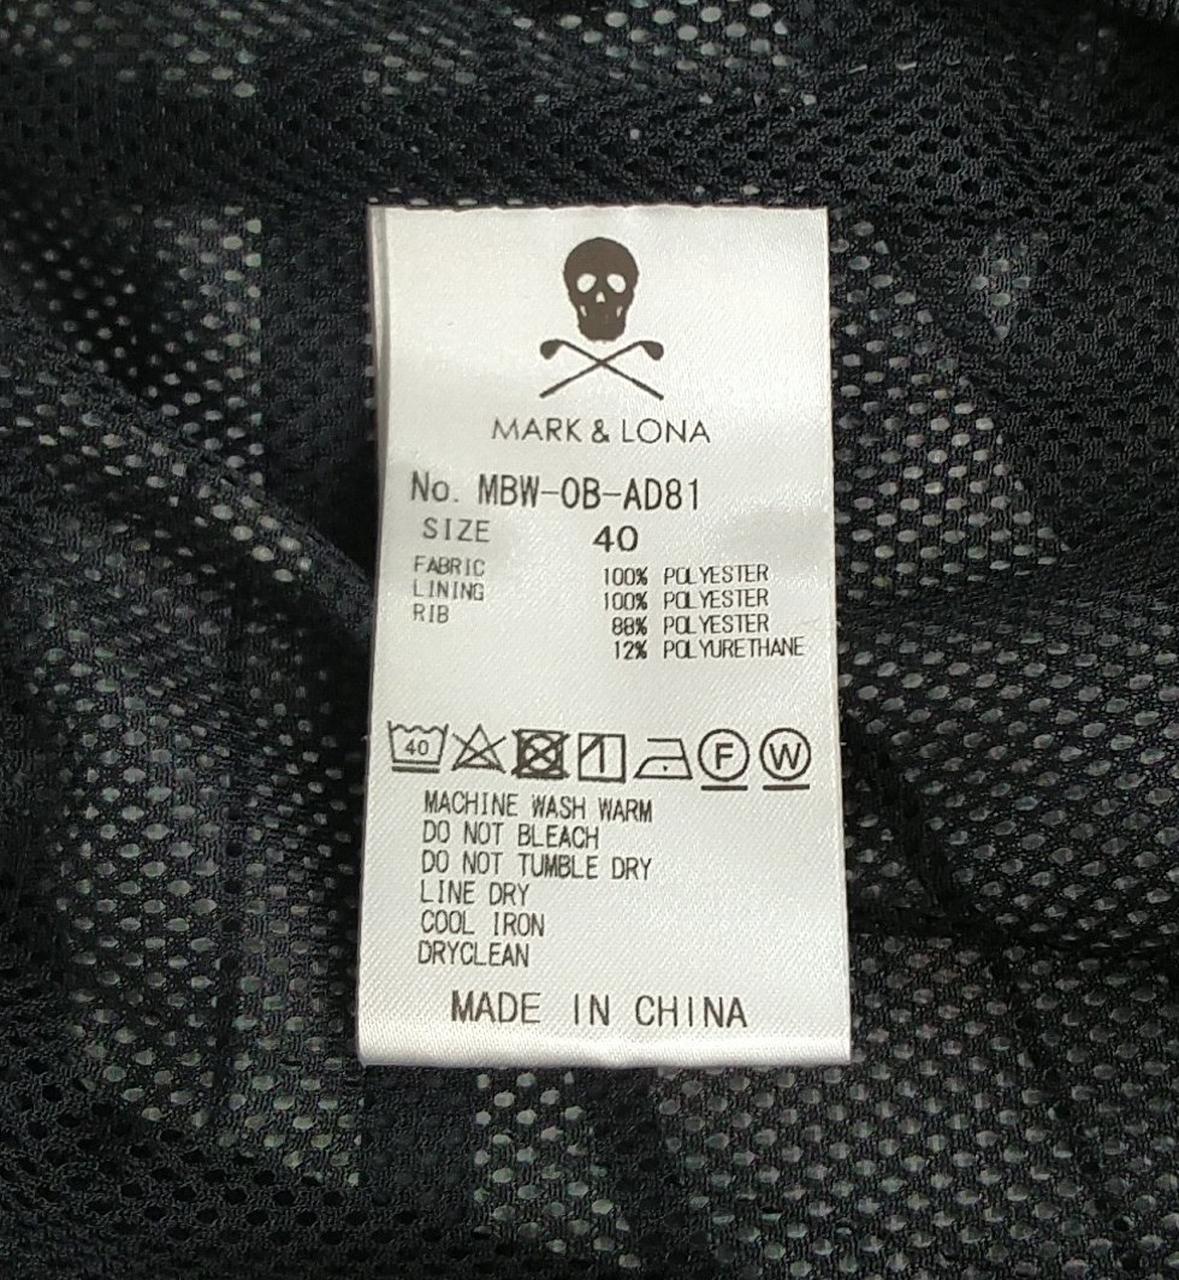 MARK & LONA
No. MBW-OB-AD81
SIZE 40
FABRIC 100% POLYESTER
LINING 100% POLYESTER
RIB 88% POLYESTER
12% POLYURETHANE
40 F W
MACHINE WASH WARM
DO NOT BLEACH
DO NOT TUMBLE DRY
LINE DRY
COOL IRON
DRYCLEAN
MADE IN CHINA